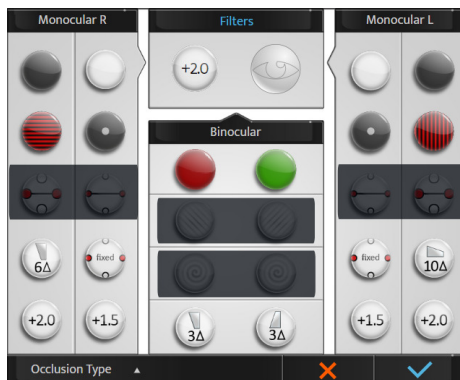 Monocular R
Filters
Monocular L
+2.0
Binocular
6Δ
fixed
fixed
10Δ
+2.0
+1.5
3Δ
3Δ
+1.5
+2.0
Occlusion Type